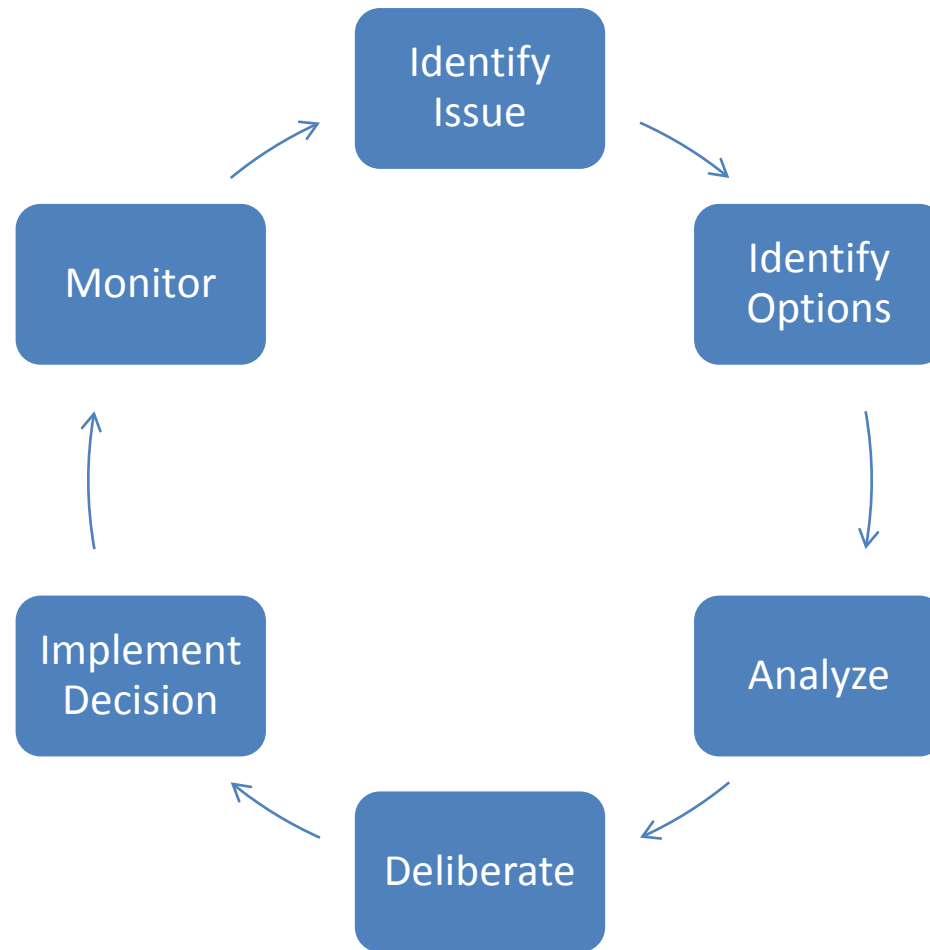 Identify
Issue
Identify
Options
Analyze
Deliberate
Implement
Decision
Monitor